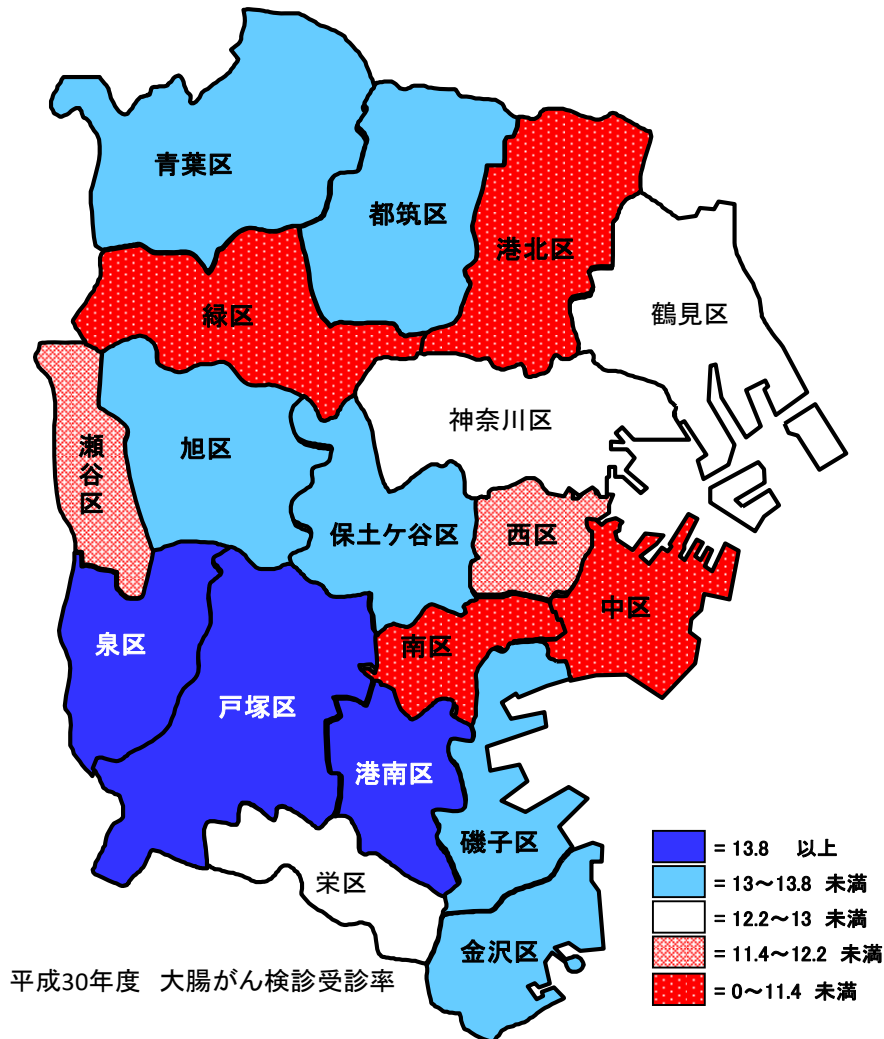 青葉区
都筑区
港北区
緑区
鶴見区
神奈川区
瀬谷区
旭区
保土ケ谷区
西区
中区
南区
泉区
戸塚区
港南区
磯子区
栄区
金沢区
= 13.8 以上
= 13～13.8 未満
= 12.2～13 未満
= 11.4～12.2 未満
= 0～11.4 未満
平成30年度 大腸がん検診受診率